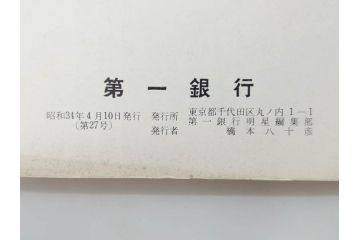 第一銀行
昭和34年4月10日発行 発行所 東京都千代田区丸ノ内1―1
(第27号) 第一銀行明星編集部
発行者 橋本八十彦